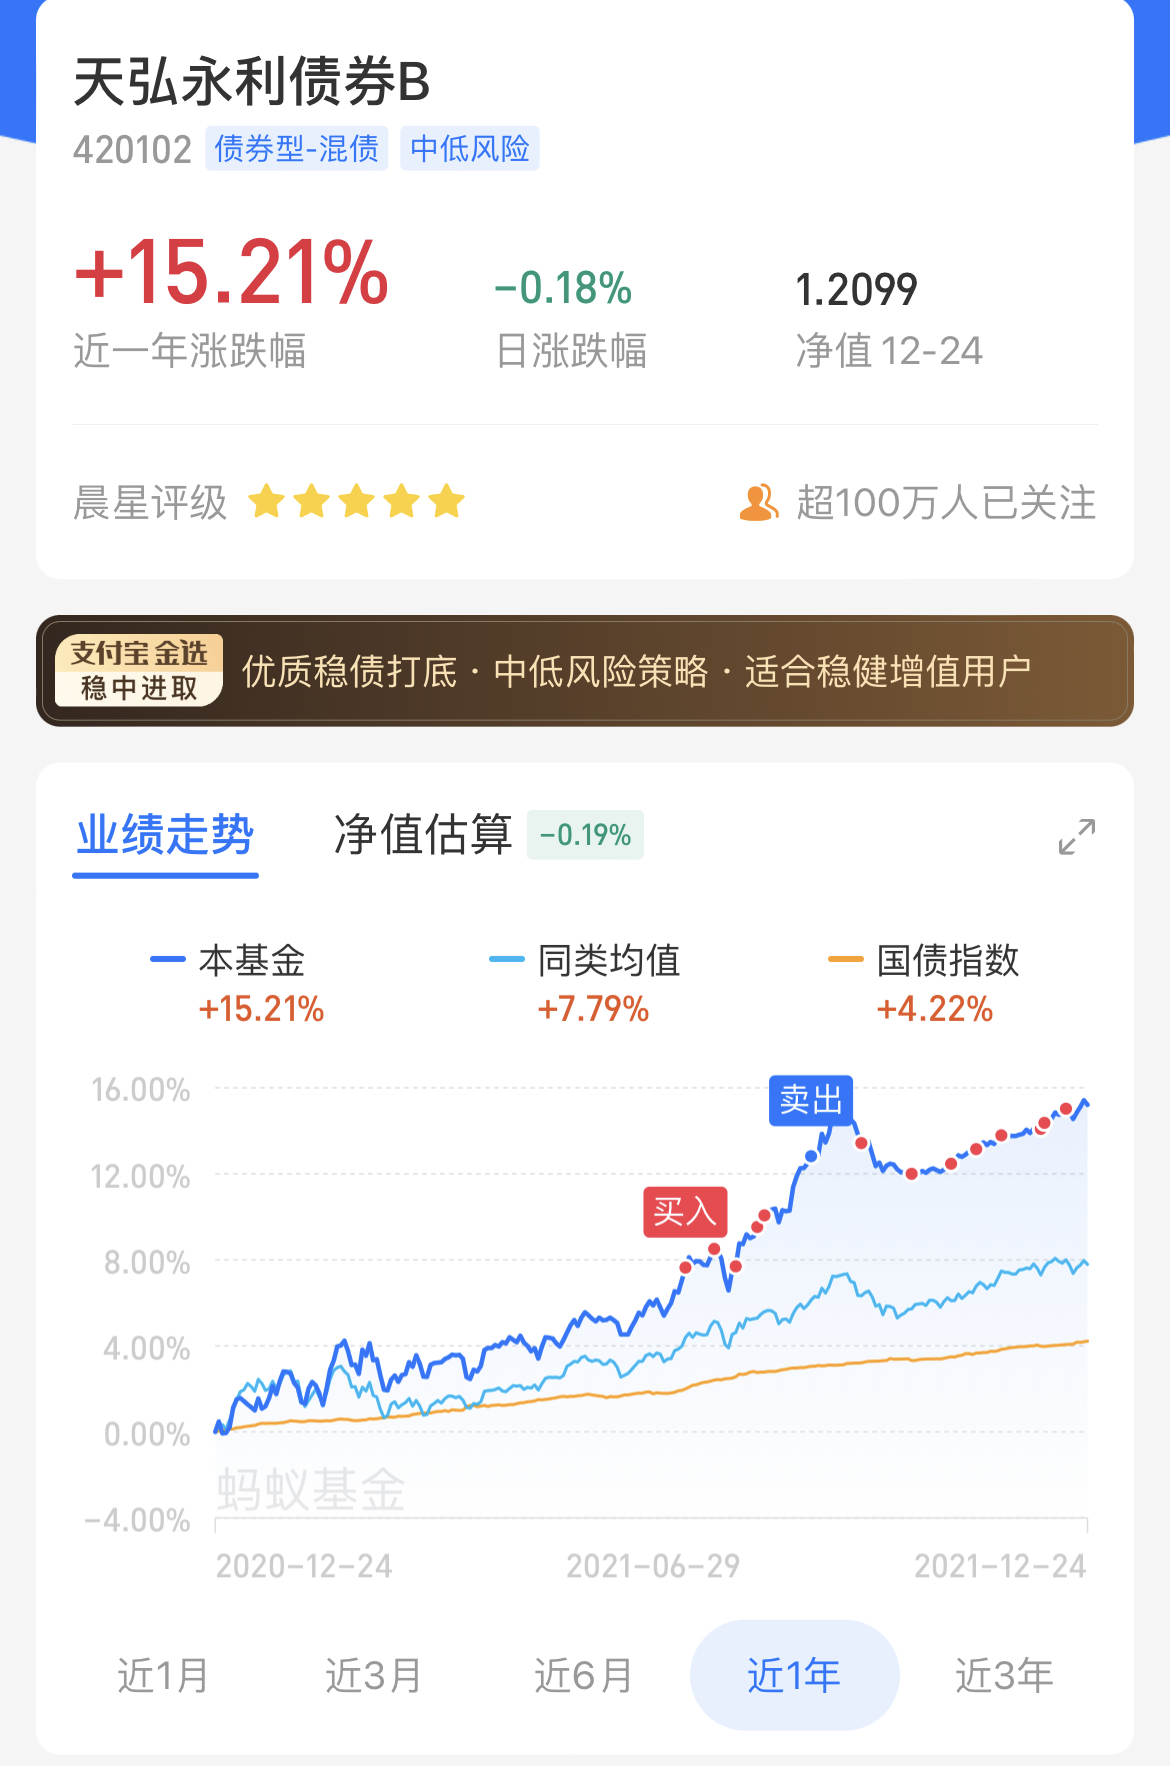 天弘永利债券B
420102 债券型-混债 中低风险
+15.21% -0.18% 1.2099
近一年涨跌幅 日涨跌幅 净值 12-24
晨星评级 超100万人已关注
支付宝 金选
稳中进取
优质稳债打底·中低风险策略·适合稳健增值用户
业绩走势 净值估算 -0.19%
本基金 同类均值 国债指数
+15.21% +7.79% +4.22%
16.00%
卖出
12.00%
买入
8.00%
4.00%
0.00%
蚂蚁基金
-4.00%
2020-12-24 2021-06-29 2021-12-24
近1月 近3月 近6月 近1年 近3年